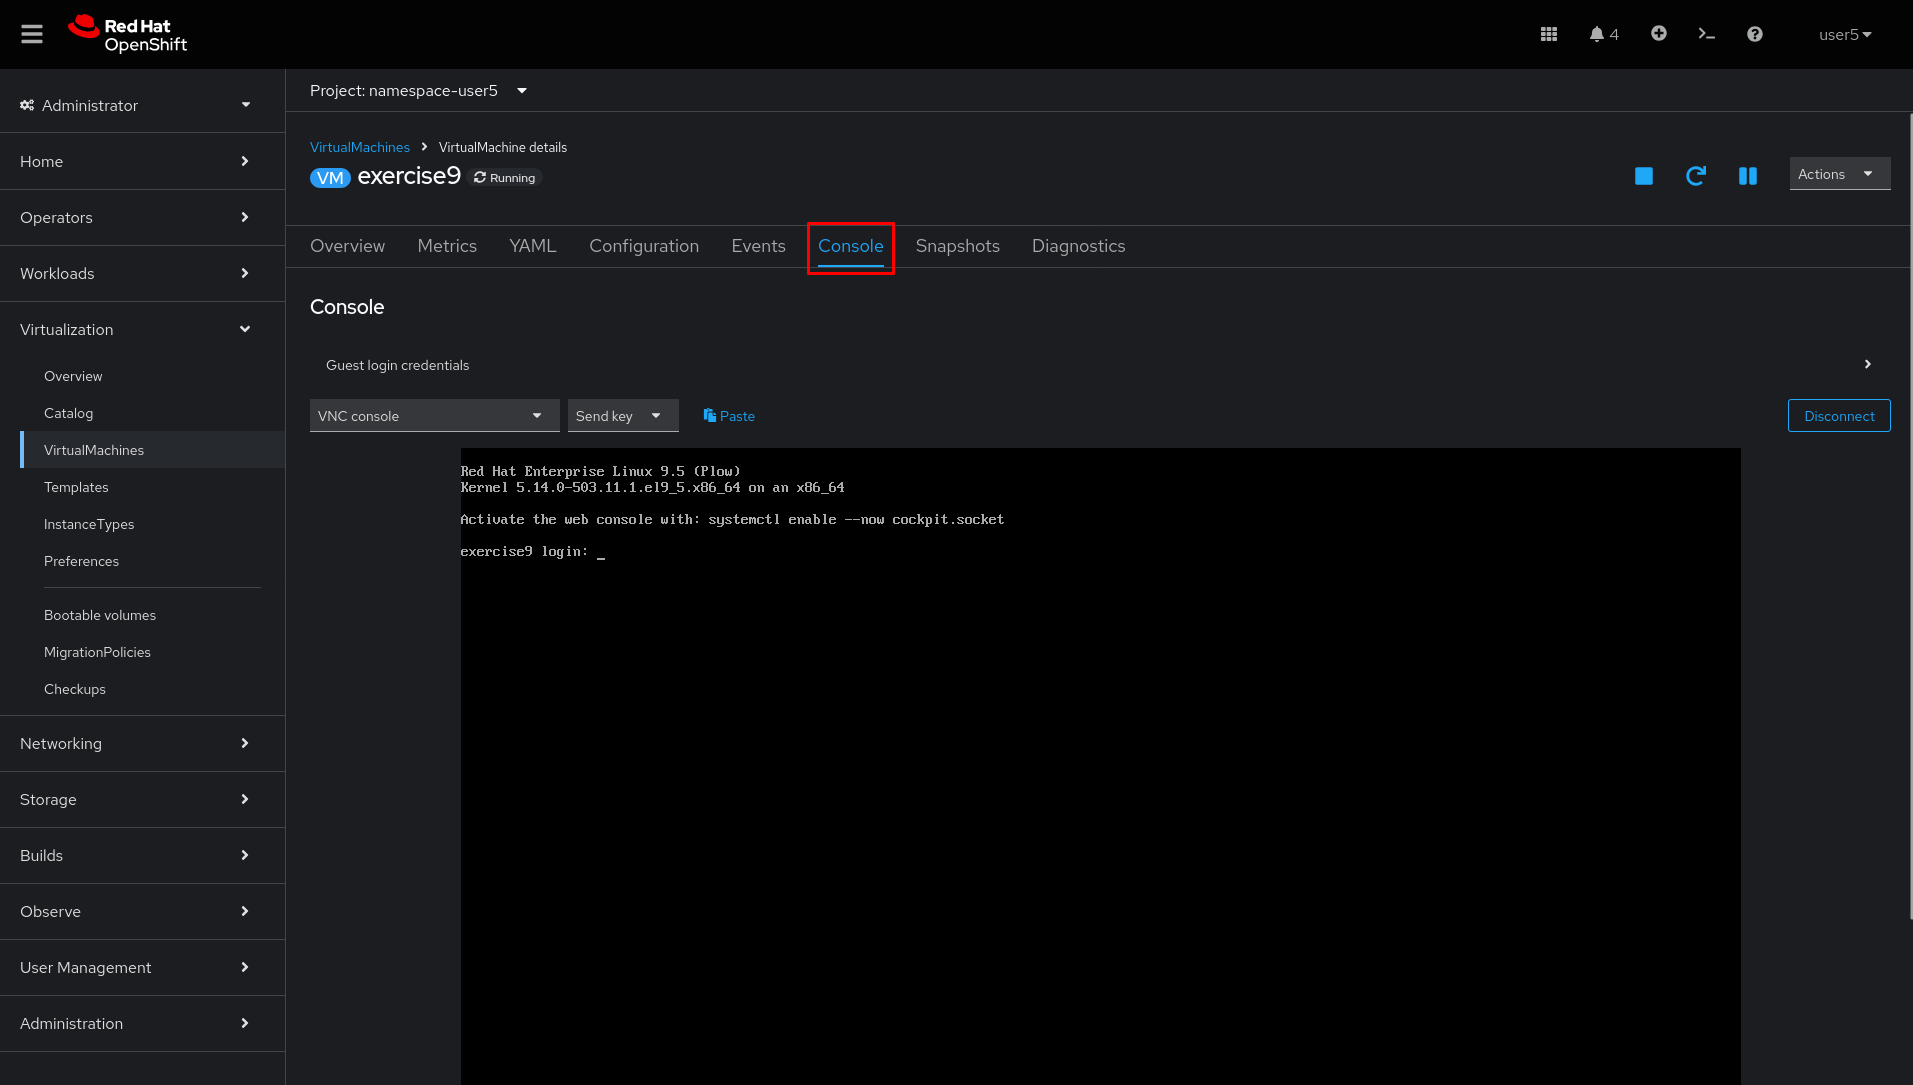 Red Hat
OpenShift
4
user5
Administrator
Home
Operators
Workloads
Virtualization
Overview
Catalog
VirtualMachines
Templates
InstanceTypes
Preferences
Bootable volumes
MigrationPolicies
Checkups
Networking
Storage
Builds
Observe
User Management
Administration
Project: namespace-user5
VirtualMachines VirtualMachine details
VM exercise9 Running
Actions
Overview Metrics YAML Configuration Events Console Snapshots Diagnostics
Console
Guest login credentials
VNC console Send key Paste Disconnect
Red Hat Enterprise Linux 9.5 (Plow)
Kernel 5.14.0-503.11.1.el9_5.x86_64 on an x86_64
Activate the web console with: systemctl enable --now cockpit.socket
exercise9 login: _